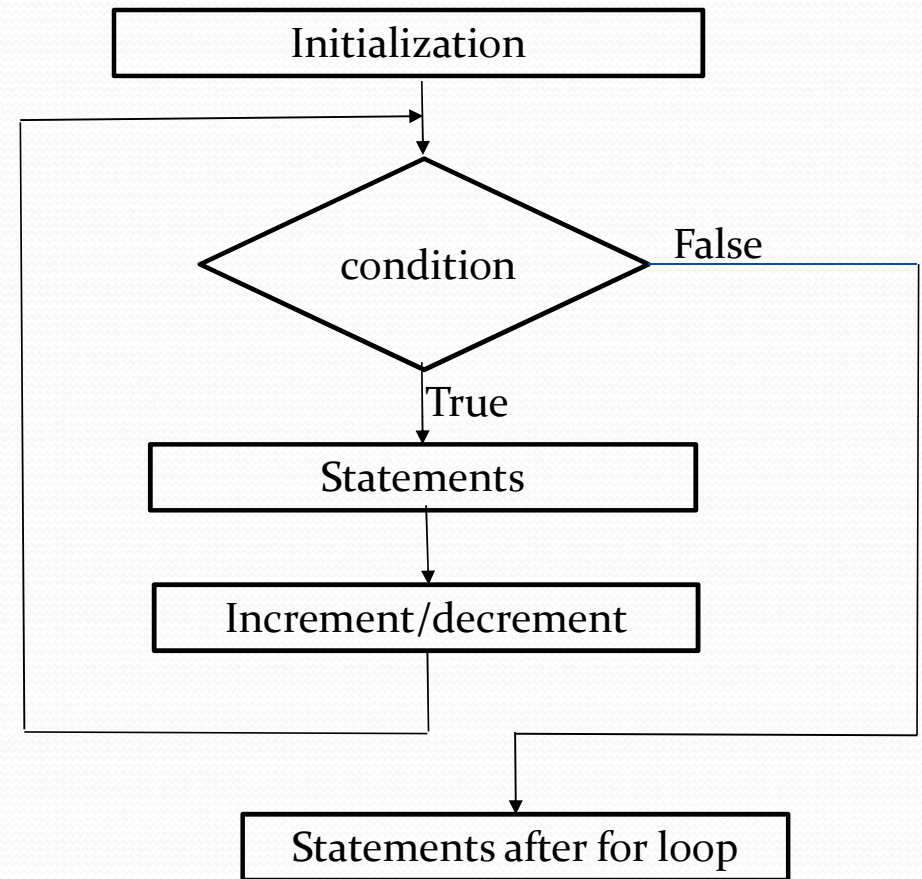 Initialization
condition
False
True
Statements
Increment/decrement
Statements after for loop